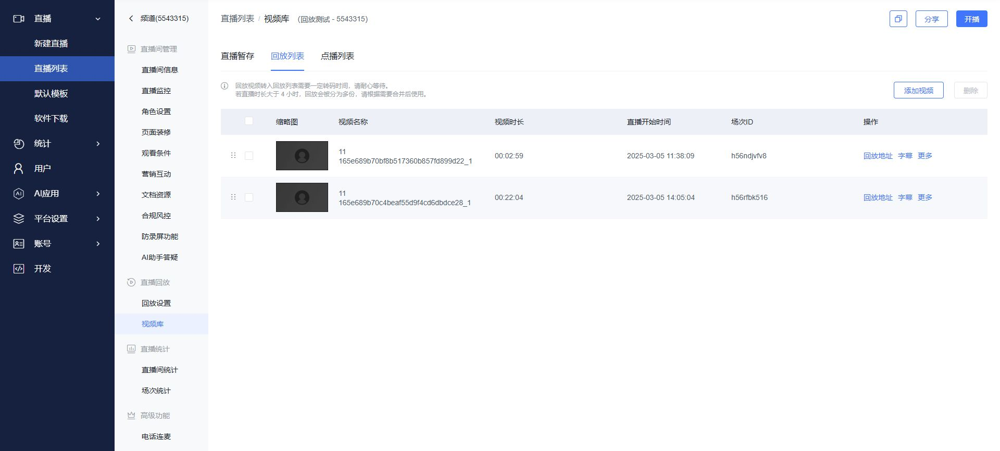 直播
新建直播
直播列表
默认模板
软件下载
统计
用户
AI应用
平台设置
账号
开发
频道(5543315)
直播间管理
直播间信息
直播监控
角色设置
页面装修
观看条件
营销互动
文档资源
合规风控
防录屏功能
AI助手答疑
直播回放
回放设置
视频库
直播统计
直播间统计
场次统计
高级功能
电话连麦
直播列表 / 视频库 (回放测试 - 5543315)
分享
开播
直播暂存 回放列表 点播列表
回放视频转入回放列表需要一定转码时间，请耐心等待。
若直播时长大于 4 小时，回放会被分为多份，请根据需要合并后使用。
添加视频
删除
缩略图 视频名称 视频时长 直播开始时间 场次ID 操作
11
165e689b70bf8b517360b857fd899d22_1
00:02:59 2025-03-05 11:38:09 h56ndjvfv8 回放地址 字幕 更多
11
165e689b70c4beaf55d9f4cd6dbdce28_1
00:22:04 2025-03-05 14:05:04 h56rfbk516 回放地址 字幕 更多